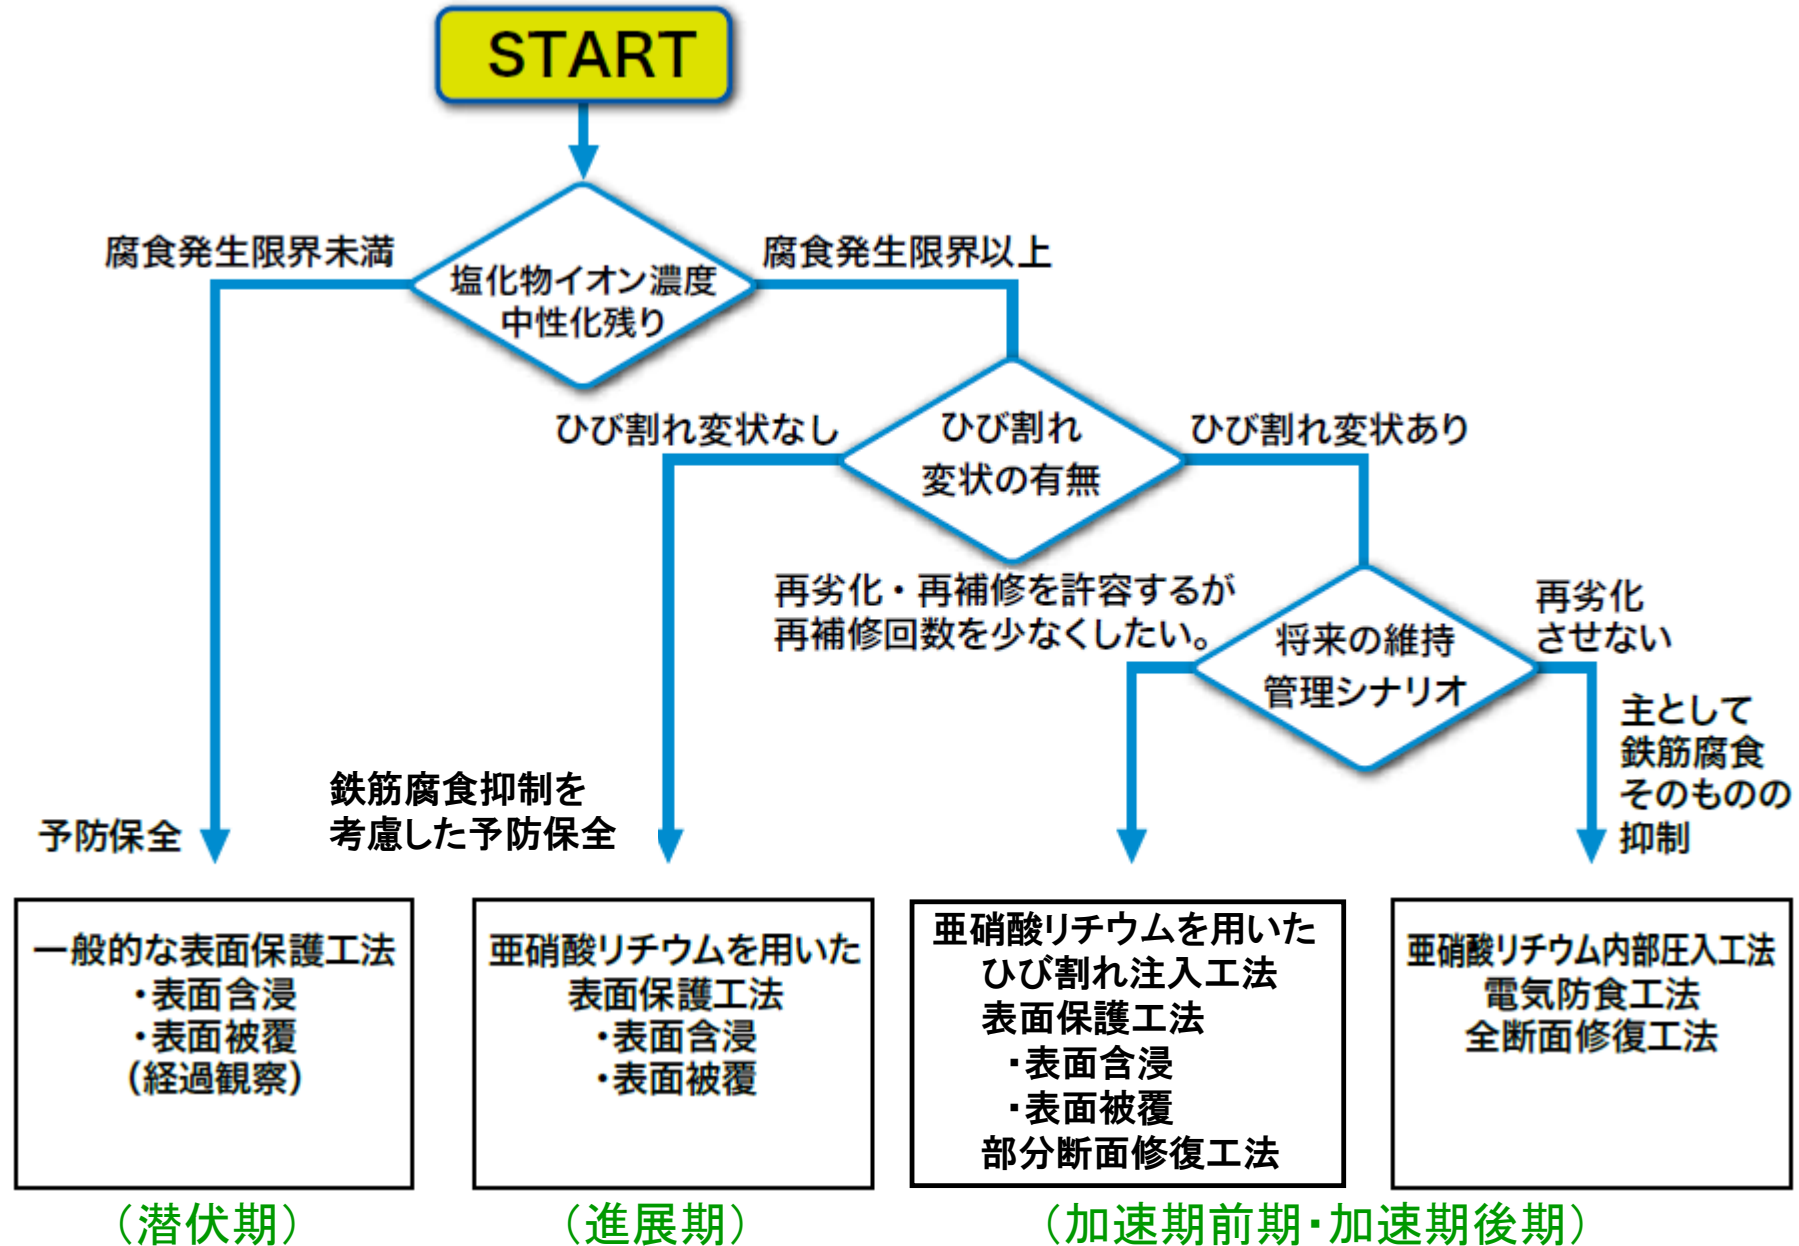 START
腐食発生限界未満
腐食発生限界以上
塩化物イオン濃度
中性化残り
ひび割れ変状なし
ひび割れ
変状の有無
ひび割れ変状あり
再劣化・再補修を許容するが
再補修回数を少なくしたい。
将来の維持
管理シナリオ
再劣化
させない
主として
鉄筋腐食
そのものの
抑制
予防保全
鉄筋腐食抑制を
考慮した予防保全
一般的な表面保護工法
・表面含浸
・表面被覆
(経過観察)
亜硝酸リチウムを用いた
表面保護工法
・表面含浸
・表面被覆
亜硝酸リチウムを用いた
ひび割れ注入工法
表面保護工法
・表面含浸
・表面被覆
部分断面修復工法
亜硝酸リチウム内部圧入工法
電気防食工法
全断面修復工法
（潜伏期）
（進展期）
（加速期前期・加速期後期）